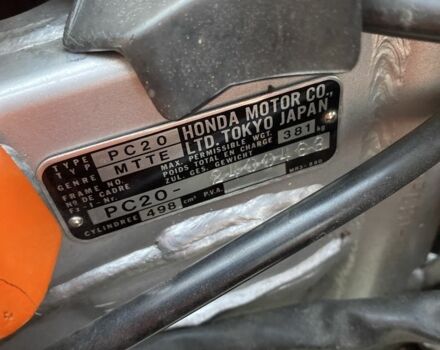 TYPE PC20 HONDA MOTOR CO.,
TYP LTD. TOKYO JAPAN
GENRE MTTE MAX. PERMISSIBLE WGT.
POIDS TOTAL EN CHARGE 381 kg
ZUL. GES. GEWICHT
FRAME NO.
Nº DE CADRE PC20-
Fz-I-Nr.
CYLINDREE 498 cm³ P.V.A.